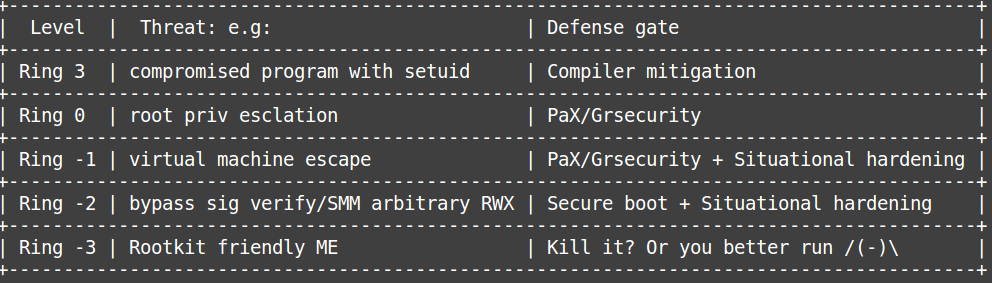 Level | Threat: e.g: | Defense gate
Ring 3 | compromised program with setuid | Compiler mitigation
Ring 0 | root priv esclation | PaX/Grsecurity
Ring -1 | virtual machine escape | PaX/Grsecurity + Situational hardening
Ring -2 | bypass sig verify/SMM arbitrary RWX | Secure boot + Situational hardening
Ring -3 | Rootkit friendly ME | Kill it? Or you better run /(-)\